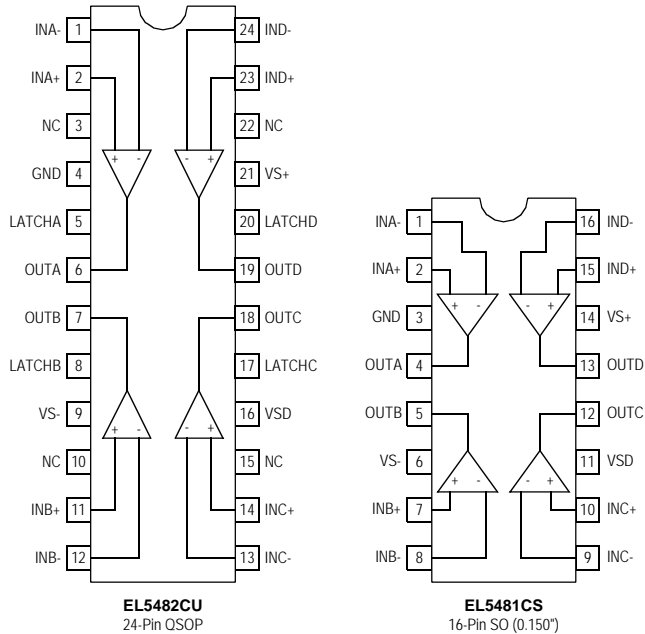 INA- 1 24 IND-
INA+ 2 23 IND+
NC 3 22 NC
+ - - +
GND 4 21 VS+
LATCHA 5 20 LATCHD
OUTA 6 19 OUTD
OUTB 7 18 OUTC
LATCHB 8 17 LATCHC
VS- 9 16 VSD
+ - - +
NC 10 15 NC
INB+ 11 14 INC+
INB- 12 13 INC-
EL5482CU
24-Pin QSOP
INA- 1 16 IND-
INA+ 2 15 IND+
+ - - +
GND 3 14 VS+
OUTA 4 13 OUTD
OUTB 5 12 OUTC
VS- 6 11 VSD
+ - - +
INB+ 7 10 INC+
INB- 8 9 INC-
EL5481CS
16-Pin SO (0.150")